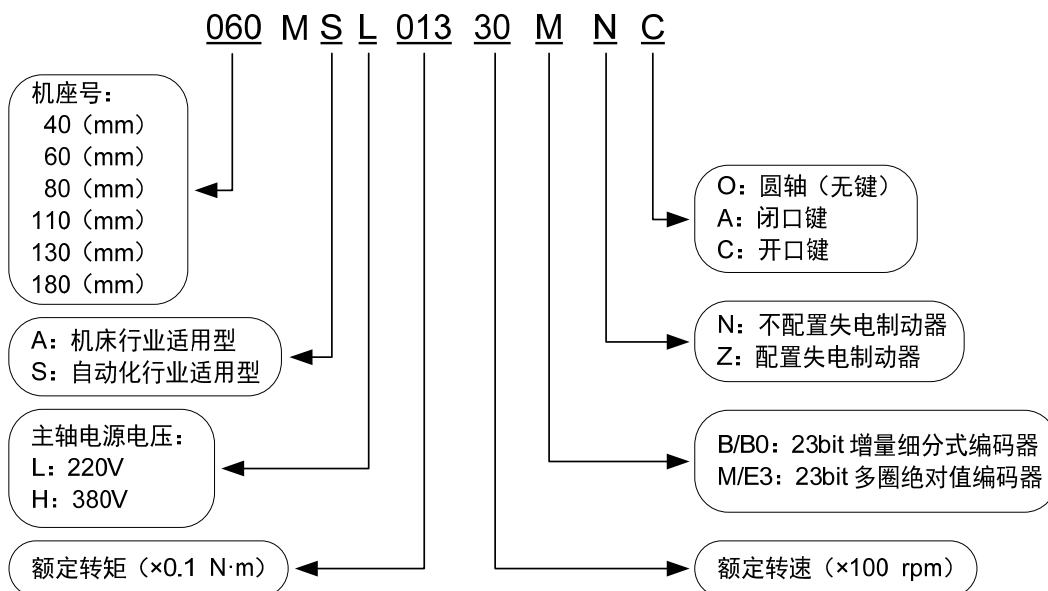 060 M S L 013 30 M N C
机座号：
40（mm）
60（mm）
80（mm）
110（mm）
130（mm）
180（mm）
A：机床行业适用型
S：自动化行业适用型
主轴电源电压：
L：220V
H：380V
额定转矩（×0.1 N·m）
O：圆轴（无键）
A：闭口键
C：开口键
N：不配置失电制动器
Z：配置失电制动器
B/B0：23bit 增量细分式编码器
M/E3：23bit 多圈绝对值编码器
额定转速（×100 rpm）